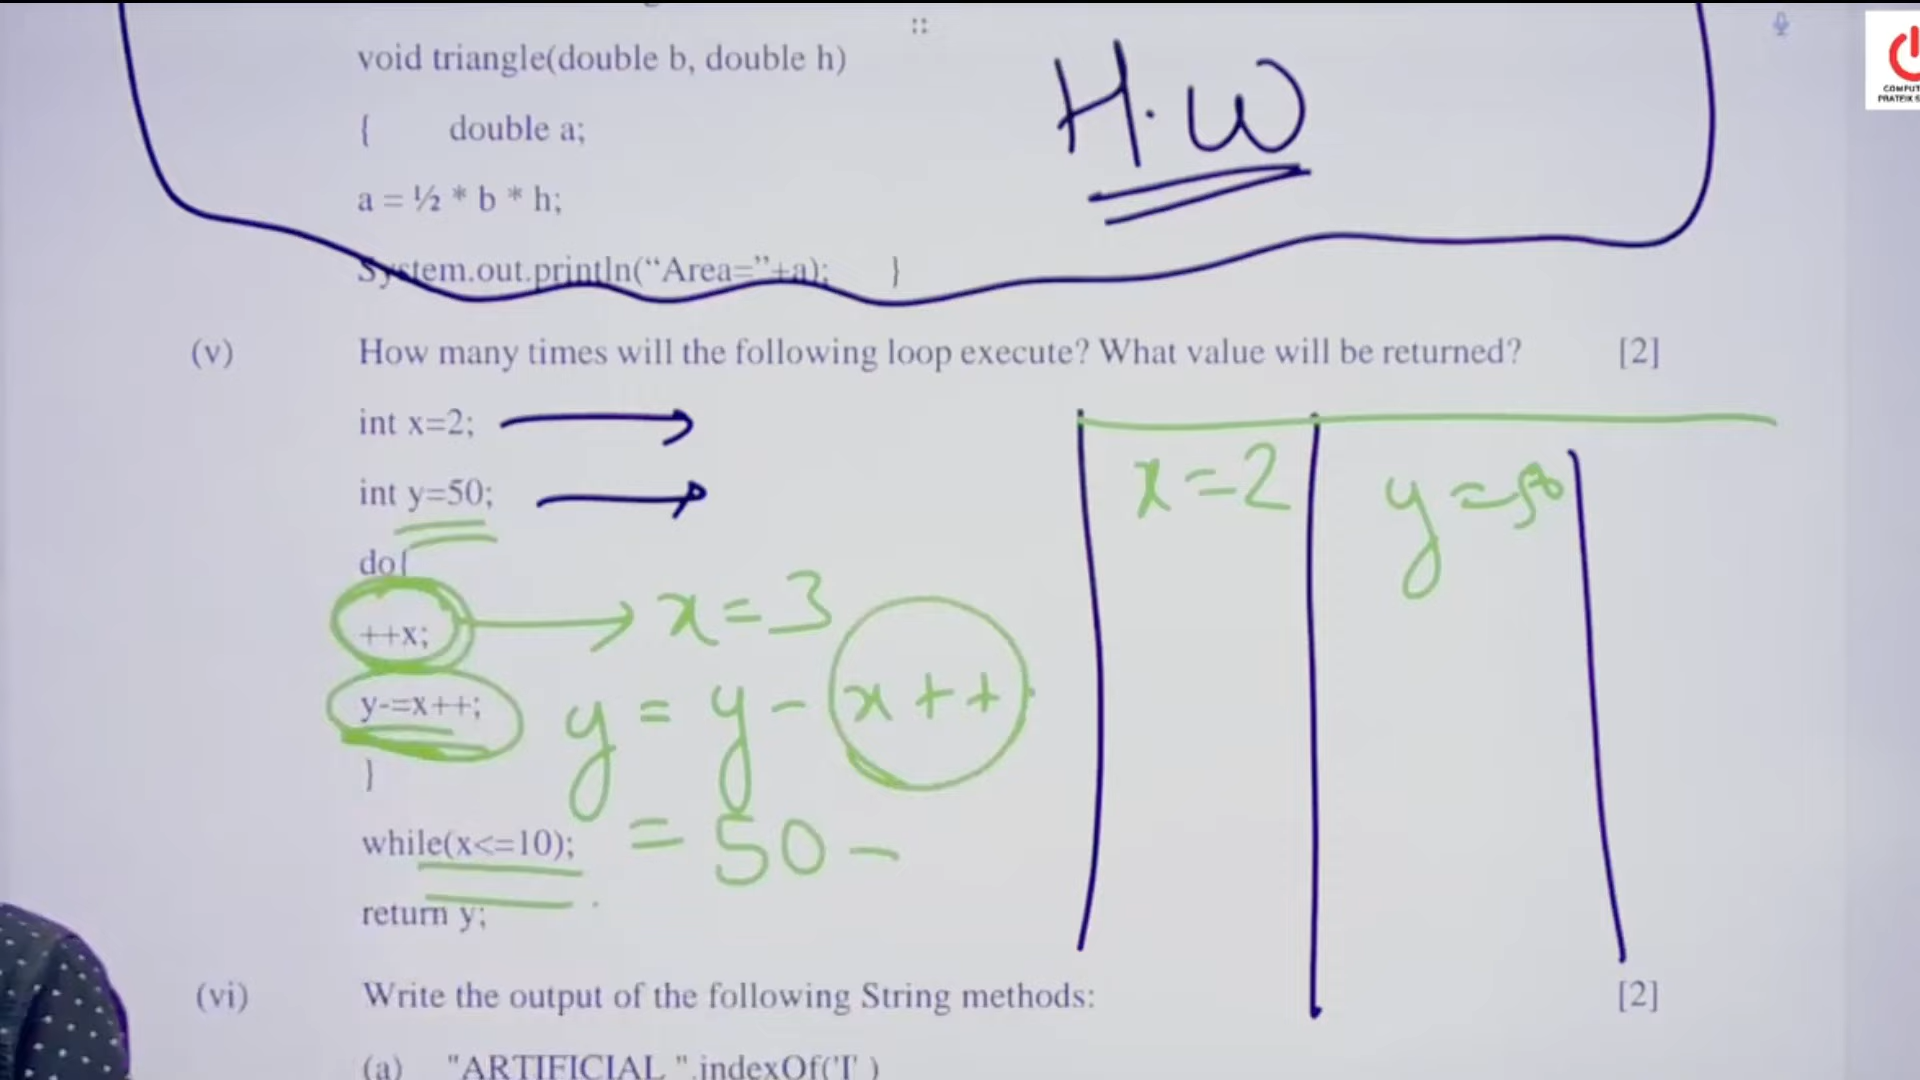 void triangle(double b, double h)
{ double a;
H.W
a = ½ * b * h;
System.out.println(“Area=”+a); }
(v) How many times will the following loop execute? What value will be returned? [2]
int x=2;
x=2
y=50
int y=50;
do{
++x; x=3
y-=x++; y = y - x++
}
while(x<=10); = 50 -
return y;
(vi) Write the output of the following String methods: [2]
(a) "ARTIFICIAL ".indexOf('I' )